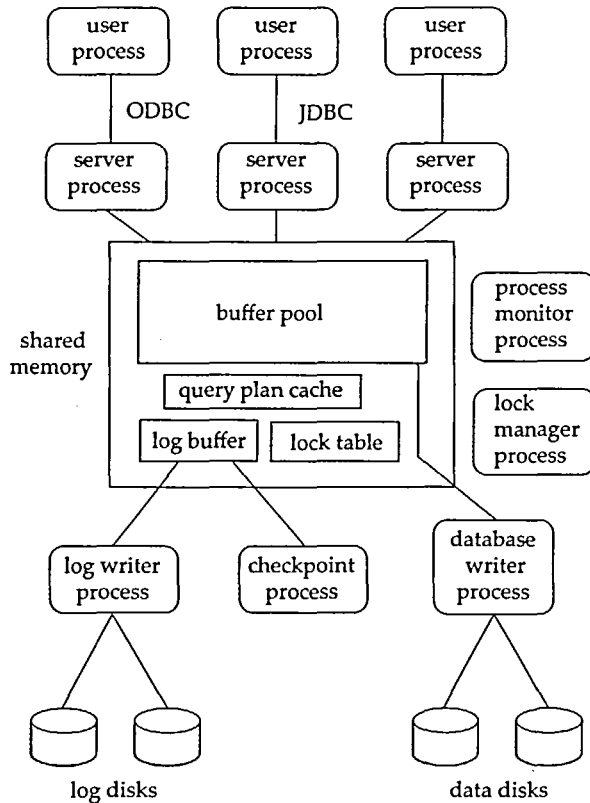 user
process
user
process
user
process
ODBC
JDBC
server
process
server
process
server
process
buffer pool
process
monitor
process
shared
memory
query plan cache
lock
manager
process
log buffer
lock table
log writer
process
checkpoint
process
database
writer
process
log disks
data disks